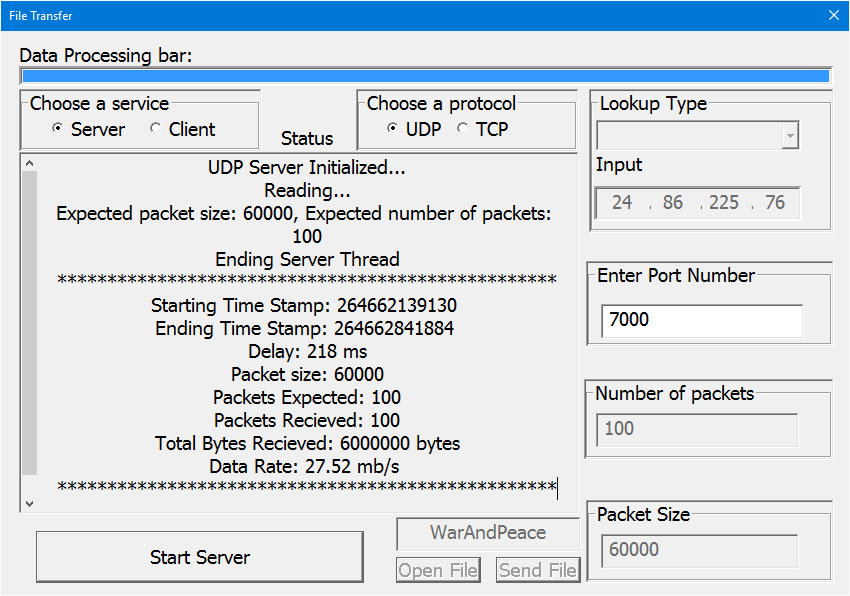 File Transfer
Data Processing bar:
Choose a service
Server Client
Status
Choose a protocol
UDP TCP
Lookup Type
Input
24 . 86 . 225 . 76
UDP Server Initialized...
Reading...
Expected packet size: 60000, Expected number of packets:
100
Ending Server Thread
**************************************************
Starting Time Stamp: 264662139130
Ending Time Stamp: 264662841884
Delay: 218 ms
Packet size: 60000
Packets Expected: 100
Packets Recieved: 100
Total Bytes Recieved: 6000000 bytes
Data Rate: 27.52 mb/s
**************************************************
Enter Port Number
7000
Number of packets
100
Packet Size
60000
Start Server
WarAndPeace
Open File Send File